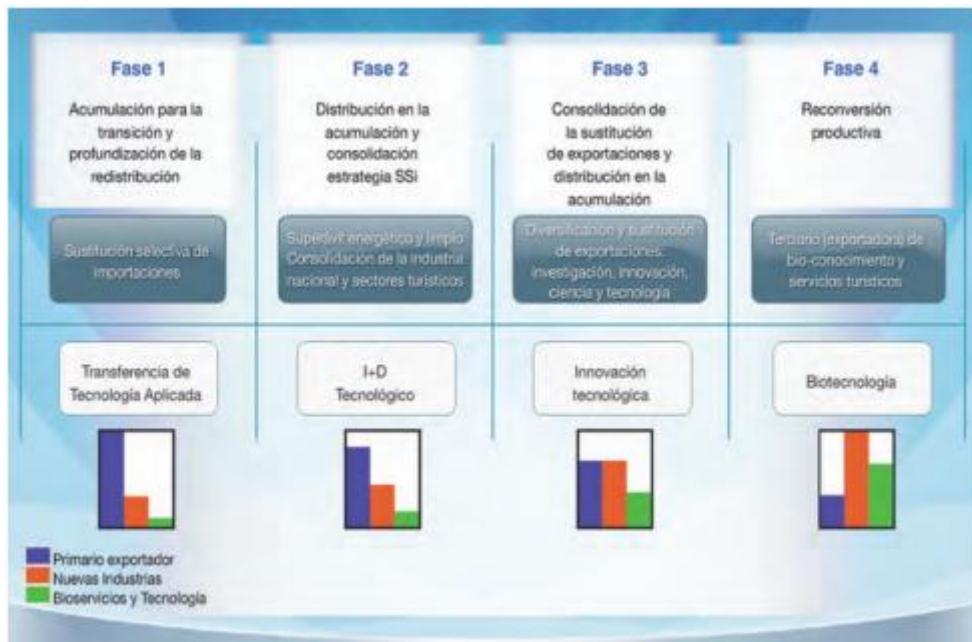 Fase 1
Acumulación para la
transición y
profundización de la
redistribución
Sustitución selectiva de
importaciones
Transferencia de
Tecnología Aplicada
Fase 2
Distribución en la
acumulación y
consolidación
estrategia SSi
Superávit energético y limpio
Consolidación de la industria
nacional y sectores turísticos
I+D
Tecnológico
Fase 3
Consolidación de
la sustitución
de exportaciones y
distribución en la
acumulación
Diversificación y sustitución
de exportaciones,
investigación, innovación,
ciencia y tecnología
Innovación
tecnológica
Fase 4
Reconversión
productiva
Terciario (exportadora) de
bio-conocimiento y
servicios turísticos
Biotecnología
Primario exportador
Nuevas Industrias
Bioservicios y Tecnología